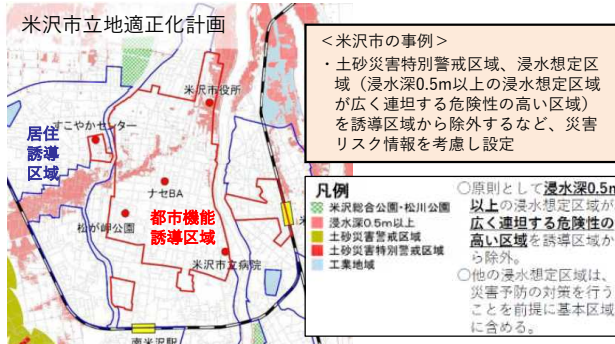 米沢市立地適正化計画
米沢市役所
すこやかセンター
居住
誘導
区域
ナセBA
松が岬公園
都市機能
誘導区域
米沢市立病院
南米沢駅
＜米沢市の事例＞
・土砂災害特別警戒区域、浸水想定区
域（浸水深0.5m以上の浸水想定区域
が広く連坦する危険性の高い区域）
を誘導区域から除外するなど、災害
リスク情報を考慮し設定
凡例
米沢総合公園・松川公園
浸水深0.5m以上
土砂災害警戒区域
土砂災害特別警戒区域
工業地域
○原則として浸水深0.5m
以上の浸水想定区域が
広く連坦する危険性の
高い区域を誘導区域か
ら除外。
○他の浸水想定区域は、
災害予防の対策を行う
ことを前提に基本区域
に含める。